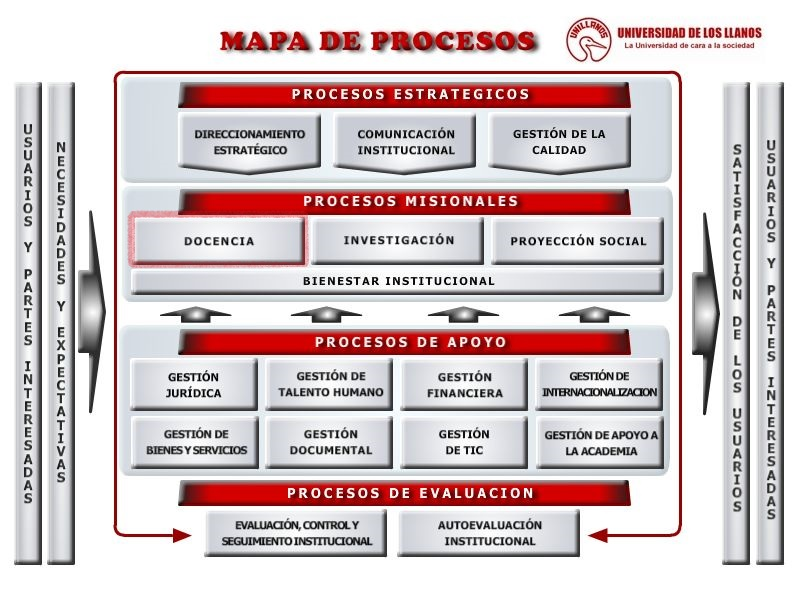 MAPA DE PROCESOS
UNILLANOS
UNIVERSIDAD DE LOS LLANOS
La Universidad de cara a la sociedad
USUARIOS Y PARTES INTERESADAS
NECESIDADES Y EXPECTATIVAS
PROCESOS ESTRATEGICOS
DIRECCIONAMIENTO
ESTRATÉGICO
COMUNICACIÓN
INSTITUCIONAL
GESTIÓN DE LA
CALIDAD
PROCESOS MISIONALES
DOCENCIA
INVESTIGACIÓN
PROYECCIÓN SOCIAL
BIENESTAR INSTITUCIONAL
PROCESOS DE APOYO
GESTIÓN
JURÍDICA
GESTIÓN DE
TALENTO HUMANO
GESTIÓN
FINANCIERA
GESTIÓN DE
INTERNACIONALIZACION
GESTIÓN DE
BIENES Y SERVICIOS
GESTIÓN
DOCUMENTAL
GESTIÓN
DE TIC
GESTIÓN DE APOYO A
LA ACADEMIA
PROCESOS DE EVALUACION
EVALUACIÓN, CONTROL Y
SEGUIMIENTO INSTITUCIONAL
AUTOEVALUACIÓN
INSTITUCIONAL
SATISFACCIÓN DE LOS USUARIOS
USUARIOS Y PARTES INTERESADAS